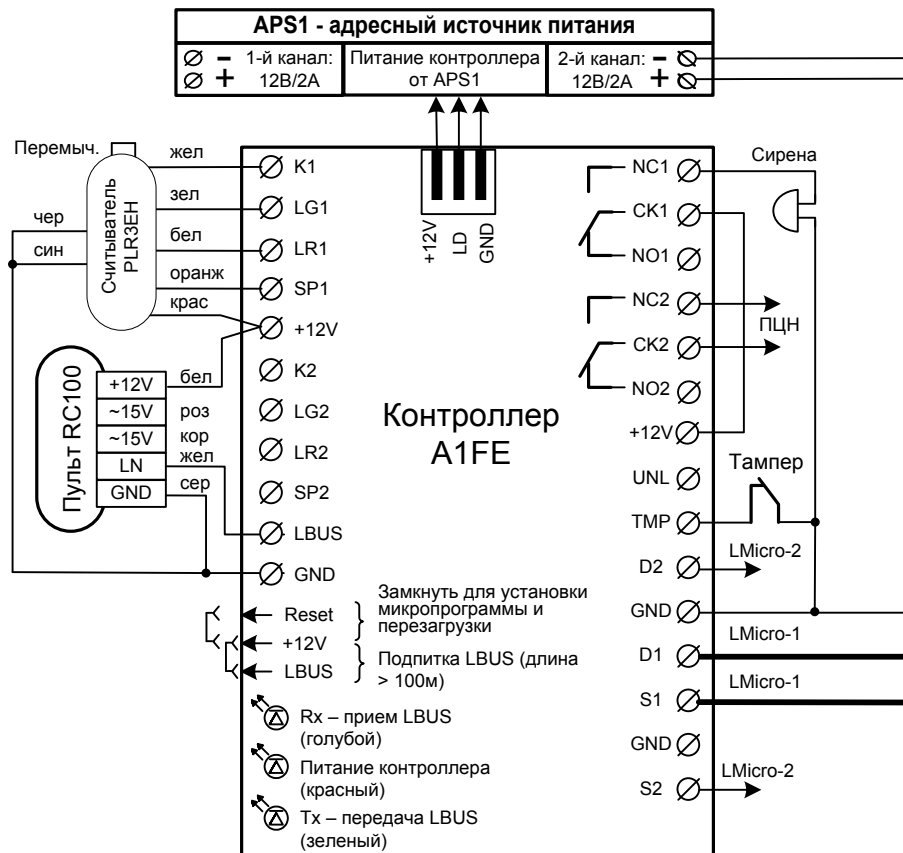 APS1 - адресный источник питания
− 1-й канал:
+ 12В/2А
Питание контроллера
от APS1
2-й канал: −
12В/2А +
Перемыч.
жел
зел
бел
оранж
крас
чер
син
Считыватель
PLR3EH
Пульт RC100
+12V
~15V
~15V
LN
GND
бел
роз
кор
жел
сер
K1
LG1
LR1
SP1
+12V
K2
LG2
LR2
SP2
LBUS
GND
Reset
+12V
LBUS
Замкнуть для установки
микропрограммы и
перезагрузки
Подпитка LBUS (длина
> 100м)
Rx – прием LBUS
(голубой)
Питание контроллера
(красный)
Tx – передача LBUS
(зеленый)
+12V
LD
GND
Контроллер
A1FE
NC1
CK1
NO1
NC2
CK2
NO2
+12V
UNL
TMP
D2
GND
D1
S1
GND
S2
Сирена
ПЦН
Тампер
LMicro-2
LMicro-1
LMicro-1
LMicro-2